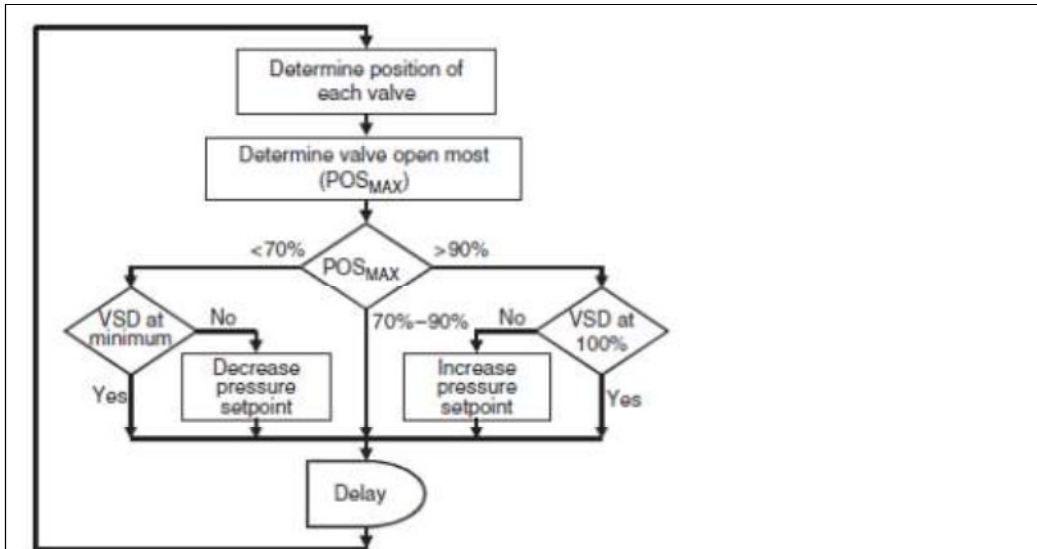 Determine position of
each valve
Determine valve open most
(POSMAX)
<70%
>90%
POSMAX
VSD at
minimum
No
70%–90%
No
VSD at
100%
Decrease
pressure
setpoint
Increase
pressure
setpoint
Yes
Yes
Delay